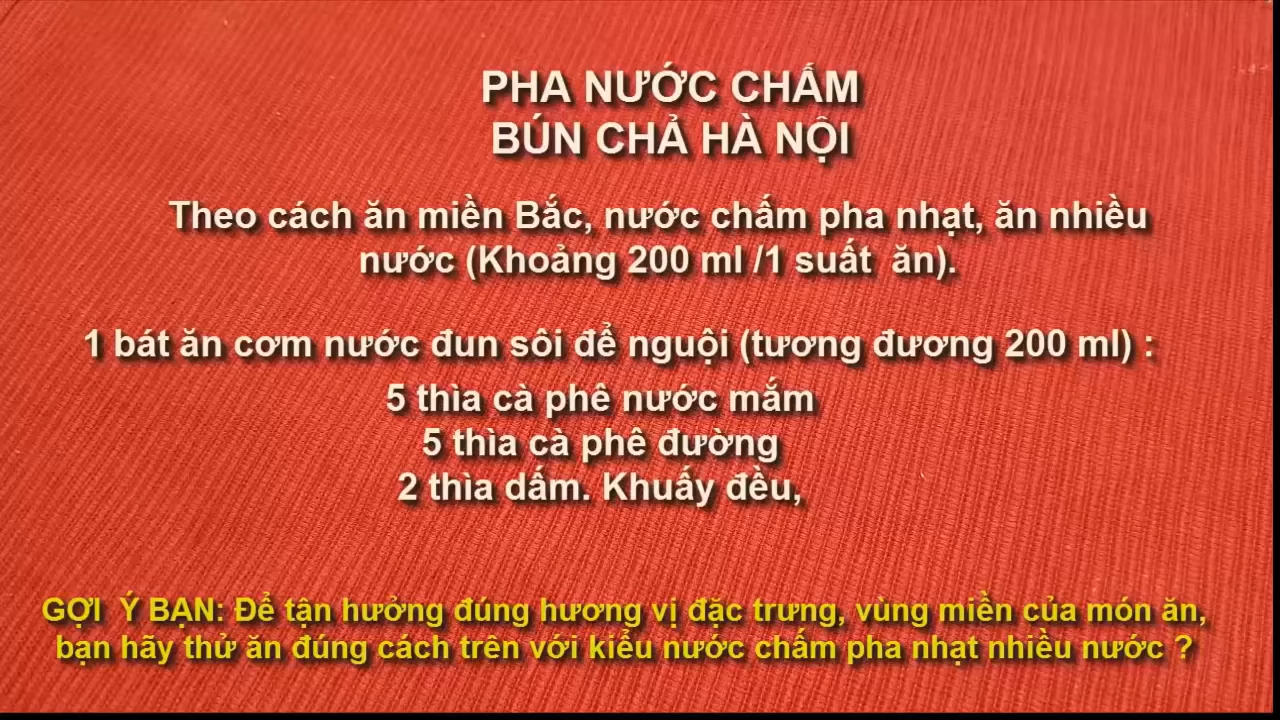 PHA NƯỚC CHẤM
BÚN CHẢ HÀ NỘI
Theo cách ăn miền Bắc, nước chấm pha nhạt, ăn nhiều
nước (Khoảng 200 ml /1 suất ăn).
1 bát ăn cơm nước đun sôi để nguội (tương đương 200 ml) :
5 thìa cà phê nước mắm
5 thìa cà phê đường
2 thìa dấm. Khuấy đều,
GỢI Ý BẠN: Để tận hưởng đúng hương vị đặc trưng, vùng miền của món ăn,
bạn hãy thử ăn đúng cách trên với kiểu nước chấm pha nhạt nhiều nước ?